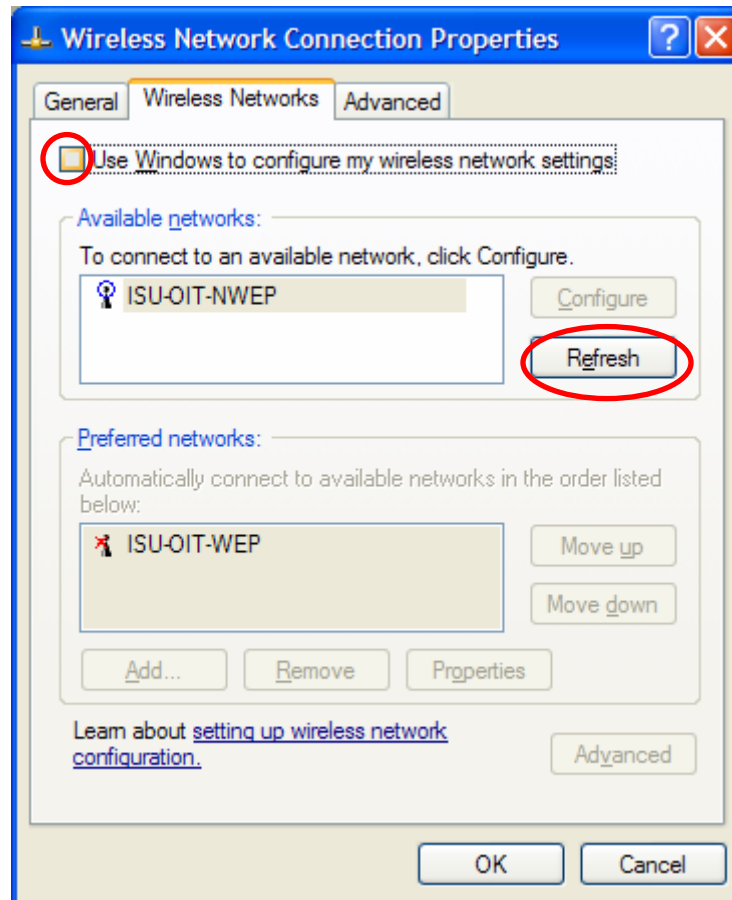 Wireless Network Connection Properties
General Wireless Networks Advanced
Use Windows to configure my wireless network settings
Available networks:
To connect to an available network, click Configure.
ISU-OIT-NWEP
Configure
Refresh
Preferred networks:
Automatically connect to available networks in the order listed
below:
ISU-OIT-WEP
Move up
Move down
Add... Remove Properties
Learn about setting up wireless network
configuration.
Advanced
OK Cancel